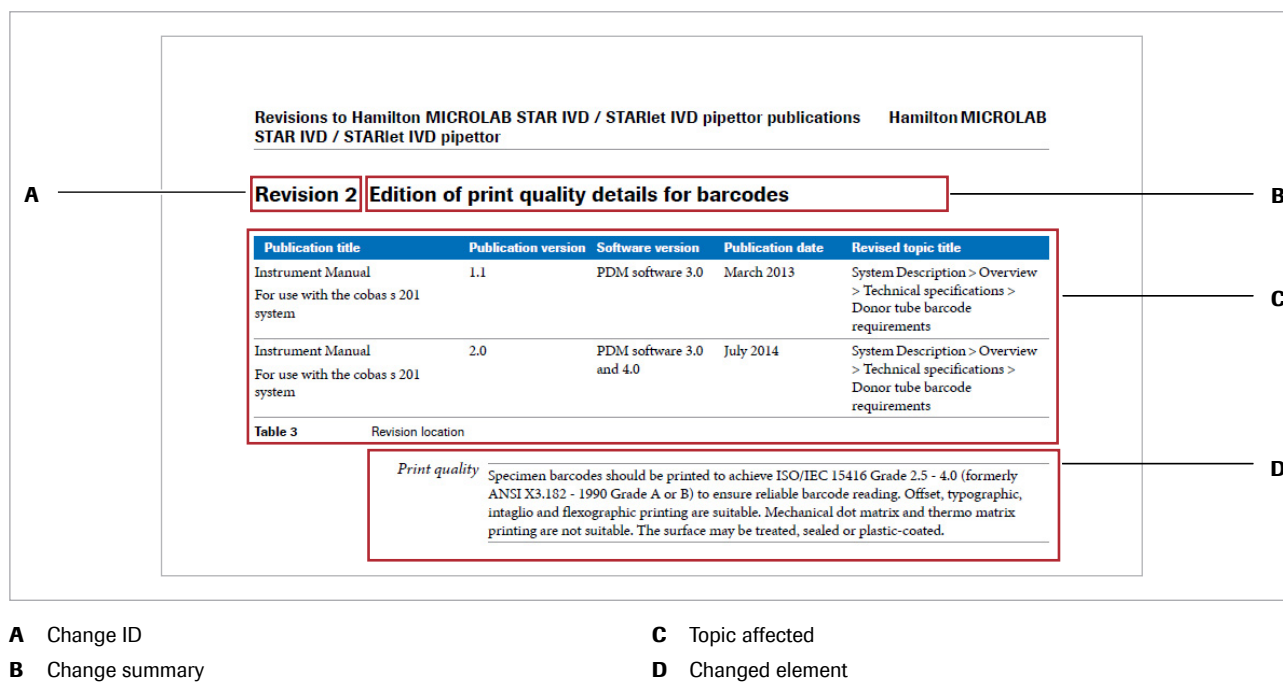 Revisions to Hamilton MICROLAB STAR IVD / STARlet IVD pipettor publications Hamilton MICROLAB
STAR IVD / STARlet IVD pipettor
A
Revision 2 Edition of print quality details for barcodes
B
Publication title Publication version Software version Publication date Revised topic title
Instrument Manual 1.1 PDM software 3.0 March 2013 System Description > Overview
For use with the cobas s 201 > Technical specifications >
system Donor tube barcode
requirements
C
Instrument Manual 2.0 PDM software 3.0 July 2014 System Description > Overview
For use with the cobas s 201 and 4.0 > Technical specifications >
system Donor tube barcode
requirements
Table 3 Revision location
D
Print quality Specimen barcodes should be printed to achieve ISO/IEC 15416 Grade 2.5 - 4.0 (formerly
ANSI X3.182 - 1990 Grade A or B) to ensure reliable barcode reading. Offset, typographic,
intaglio and flexographic printing are suitable. Mechanical dot matrix and thermo matrix
printing are not suitable. The surface may be treated, sealed or plastic-coated.
A Change ID
B Change summary
C Topic affected
D Changed element